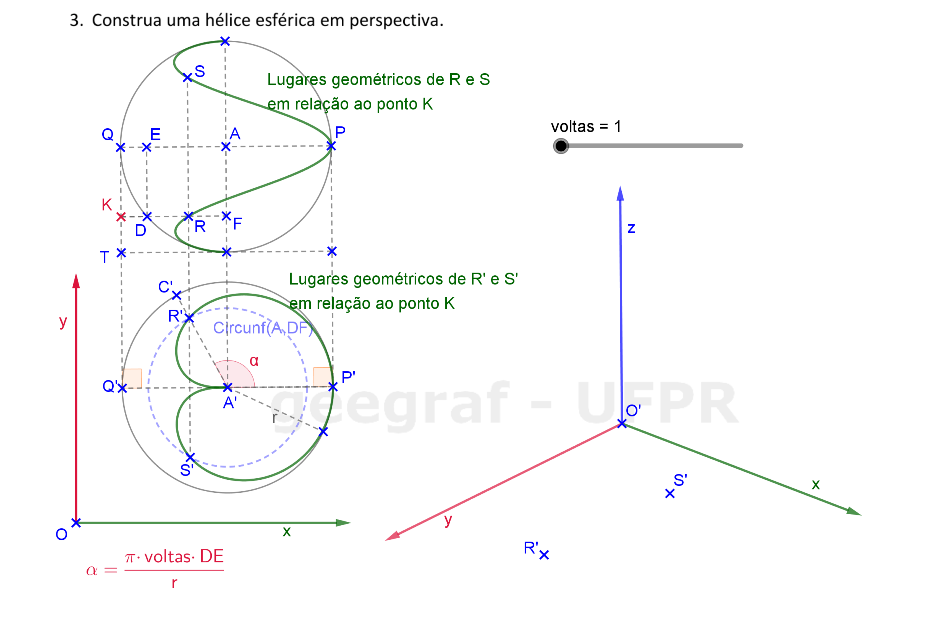 3. Construa uma hélice esférica em perspectiva.
S
Lugares geométricos de R e S
em relação ao ponto K
voltas = 1
Q
E
A
P
K
D
R
F
T
z
C'
Lugares geométricos de R' e S'
em relação ao ponto K
R'
Circunf(A,DF)
y
α
Q'
P'
A'
r
geegraf - UFPR
O'
S'
S'
x
y
x
O
R'
α = π· voltas· DE / r